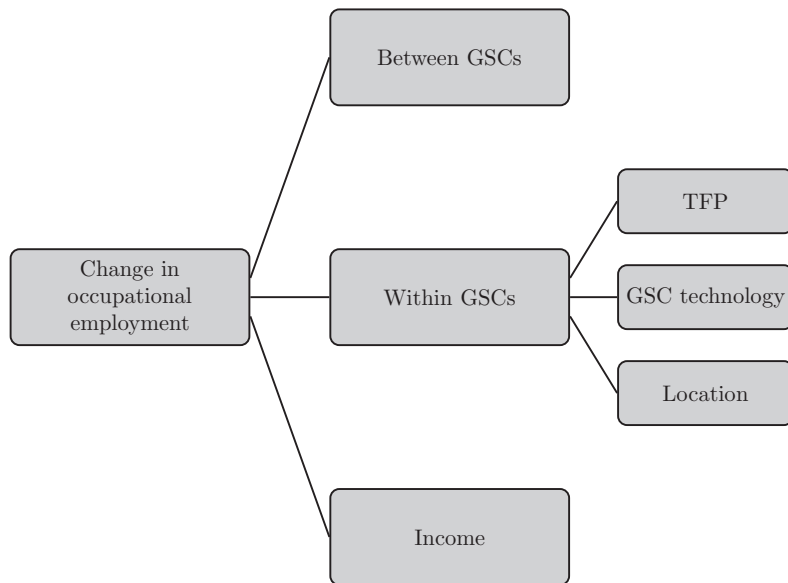 Between GSCs
TFP
Change in
occupational
employment
Within GSCs
GSC technology
Location
Income